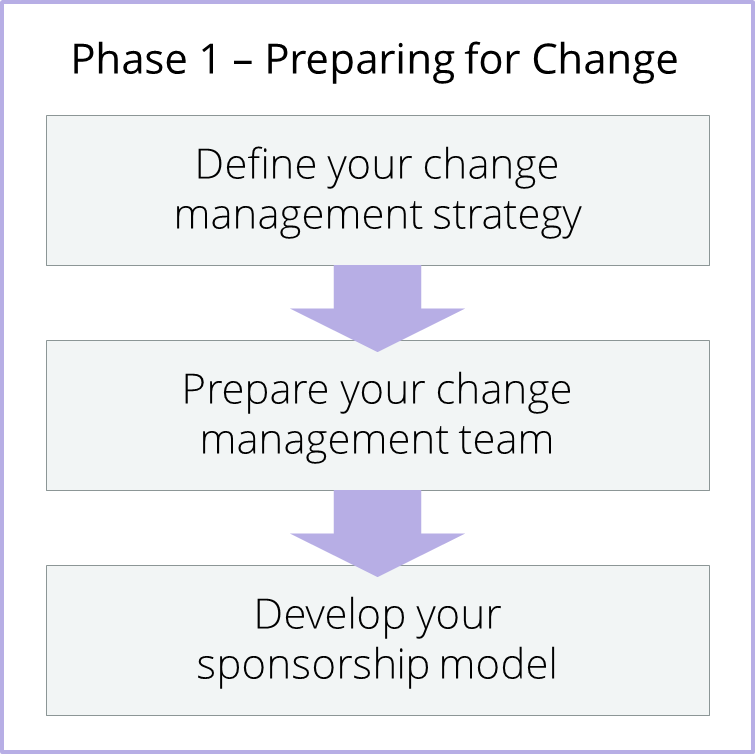 Phase 1 – Preparing for Change
Define your change
management strategy
Prepare your change
management team
Develop your
sponsorship model